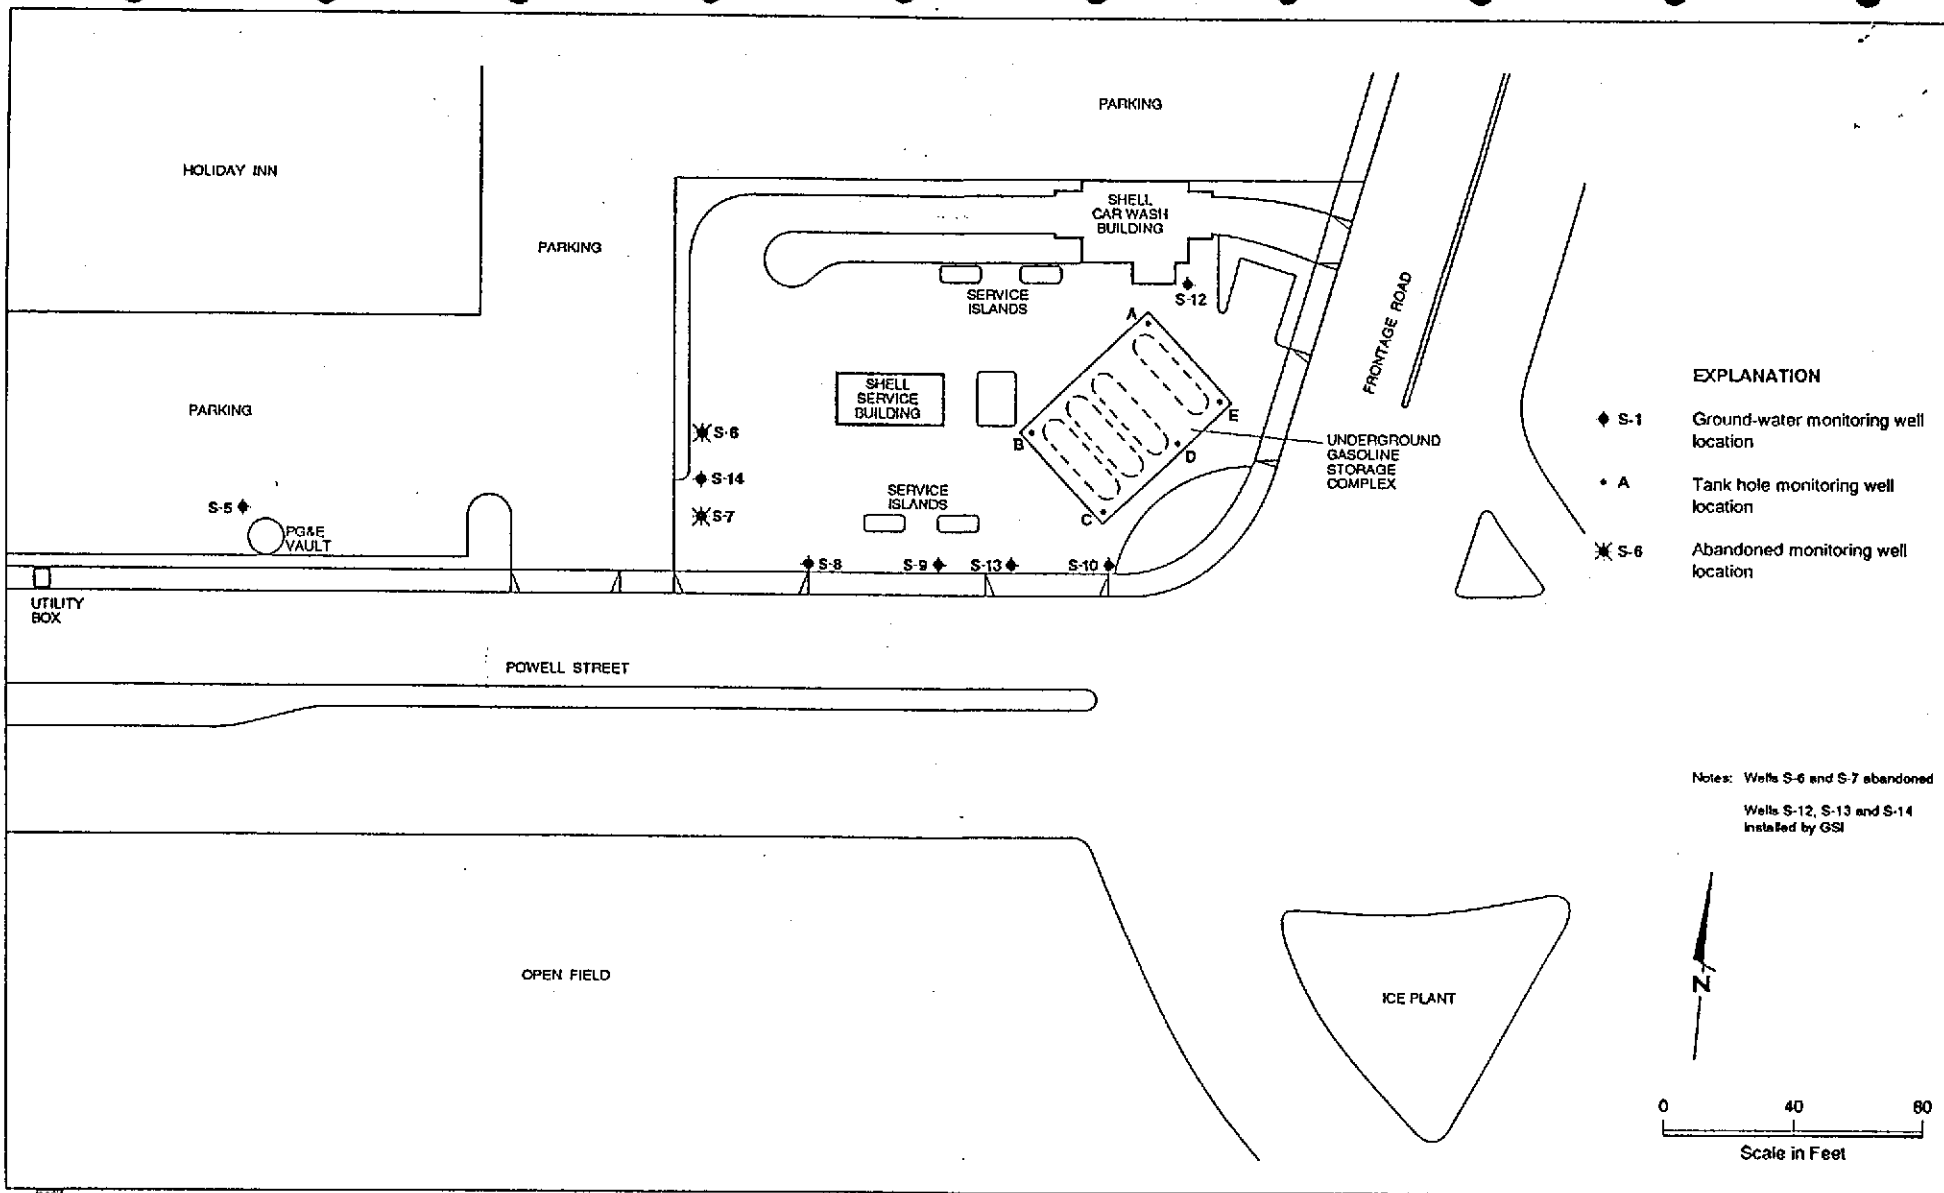 PARKING
HOLIDAY INN
SHELL
CAR WASH
BUILDING
PARKING
SERVICE
ISLANDS
S-12
A
FRONTAGE ROAD
SHELL
SERVICE
BUILDING
PARKING
E
B
D
UNDERGROUND
GASOLINE
STORAGE
COMPLEX
S-6
S-14
S-7
SERVICE
ISLANDS
C
S-5
PG&E
VAULT
S-8
S-9
S-13
S-10
UTILITY
BOX
POWELL STREET
OPEN FIELD
ICE PLANT
EXPLANATION
S-1 Ground-water monitoring well
location
A Tank hole monitoring well
location
S-6 Abandoned monitoring well
location
Notes: Wells S-6 and S-7 abandoned
Wells S-12, S-13 and S-14
installed by GSI
N
0 40 80
Scale in Feet